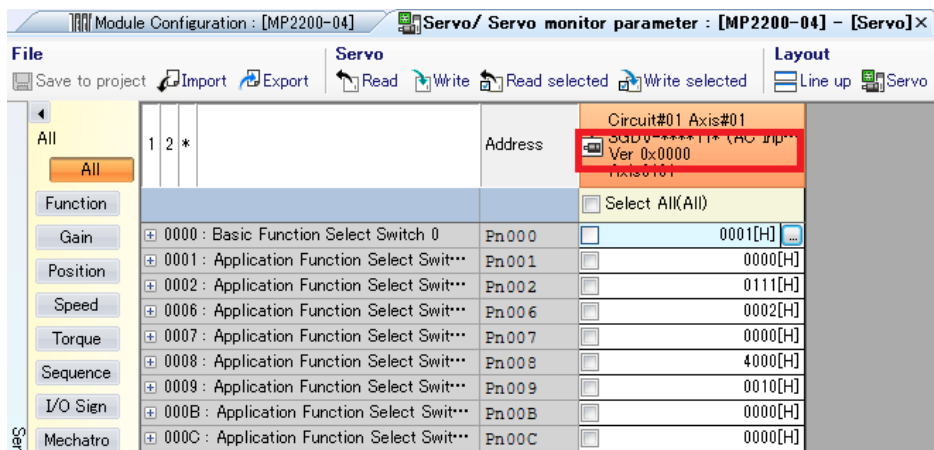 Module Configuration : [MP2200-04] Servo/ Servo monitor parameter : [MP2200-04] - [Servo]×
File Servo Layout
Save to project Import Export Read Write Read selected Write selected Line up Servo
All
All
Function
Gain
Position
Speed
Torque
Sequence
I/O Sign
Mechatro
Ser
1 2 * Address
Circuit#01 Axis#01
SGDV-****11* (AC Inp…
Ver 0x0000
Axis0101
Select All(All)
0000 : Basic Function Select Switch 0 Pn000 0001[H] ...
0001 : Application Function Select Swit… Pn001 0000[H]
0002 : Application Function Select Swit… Pn002 0111[H]
0006 : Application Function Select Swit… Pn006 0002[H]
0007 : Application Function Select Swit… Pn007 0000[H]
0008 : Application Function Select Swit… Pn008 4000[H]
0009 : Application Function Select Swit… Pn009 0010[H]
000B : Application Function Select Swit… Pn00B 0000[H]
000C : Application Function Select Swit… Pn00C 0000[H]